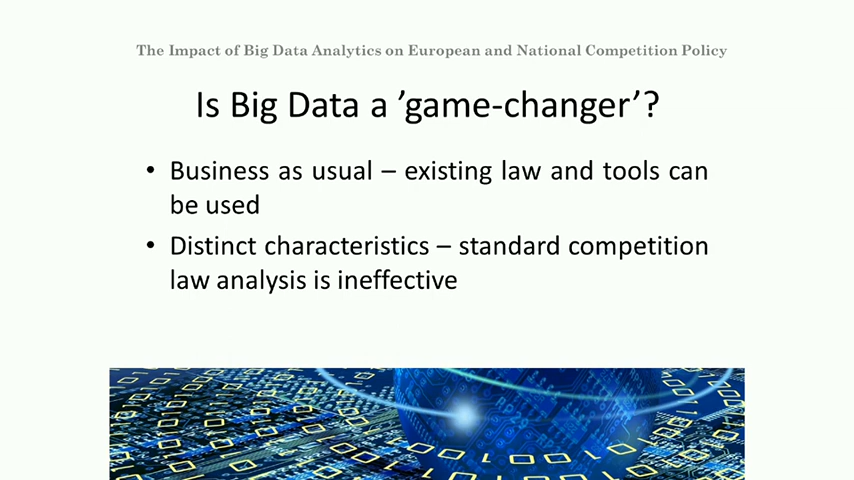 The Impact of Big Data Analytics on European and National Competition Policy
Is Big Data a ’game-changer’?
• Business as usual – existing law and tools can
be used
• Distinct characteristics – standard competition
law analysis is ineffective